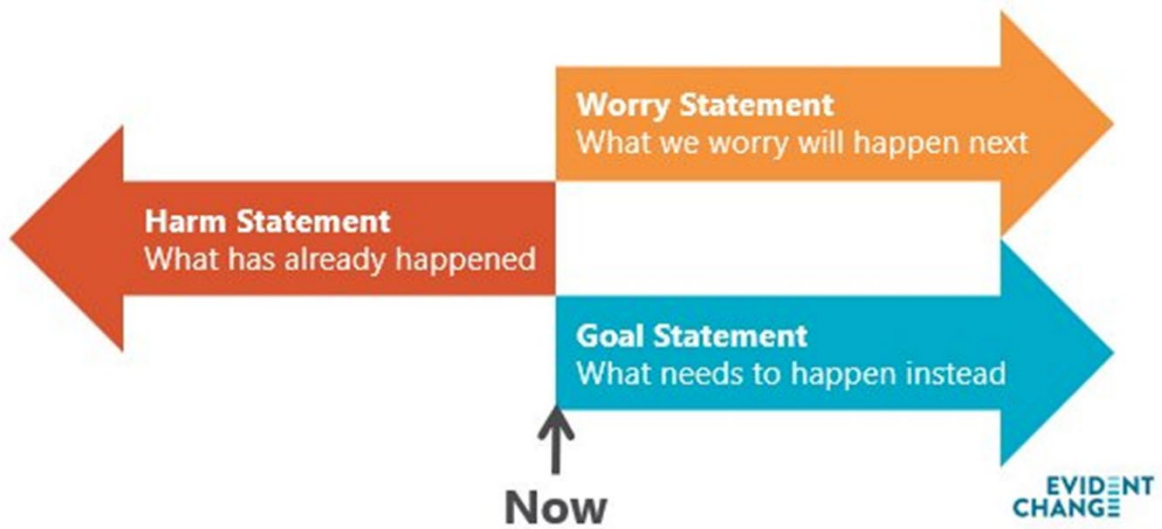 Worry Statement
What we worry will happen next
Harm Statement
What has already happened
Goal Statement
What needs to happen instead
Now
EVIDENT
CHANGE